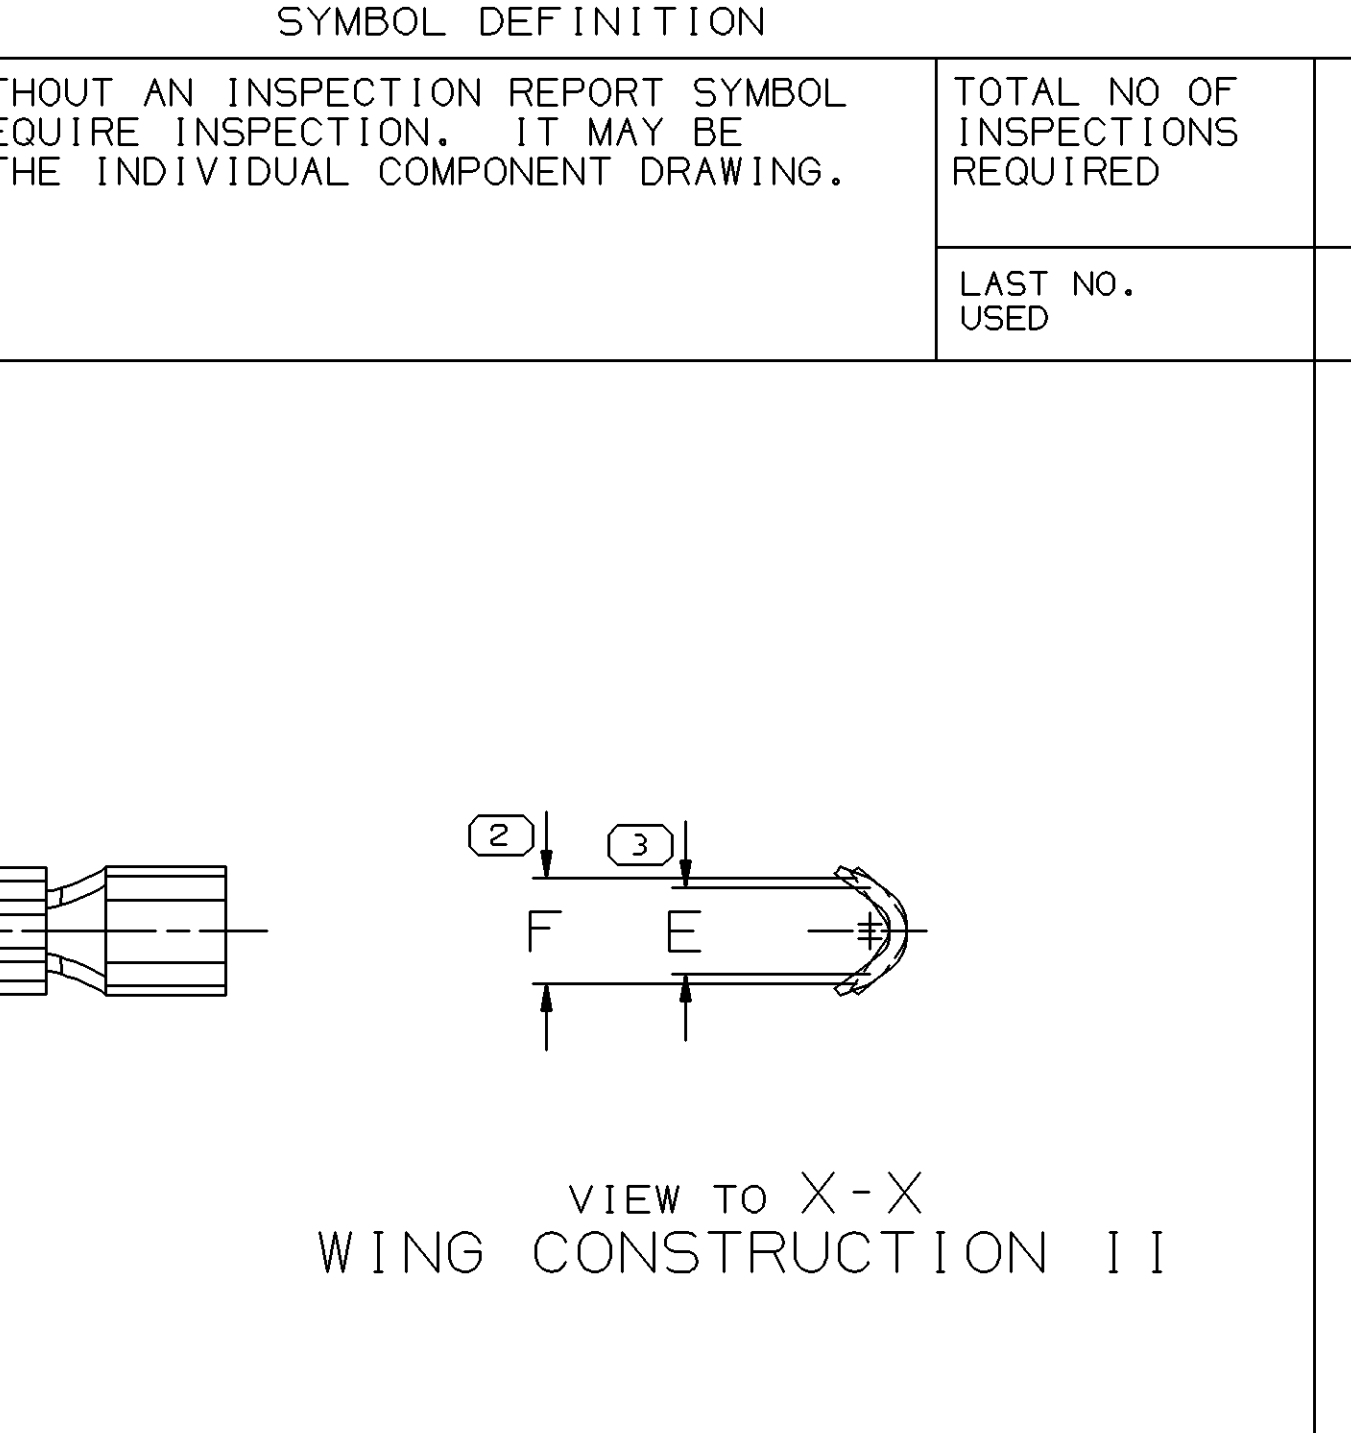 SYMBOL DEFINITION
THOUT AN INSPECTION REPORT SYMBOL
EQUIRE INSPECTION. IT MAY BE
THE INDIVIDUAL COMPONENT DRAWING.
TOTAL NO OF
INSPECTIONS
REQUIRED
LAST NO.
USED
2
3
F
E
VIEW TO X-X
WING CONSTRUCTION II